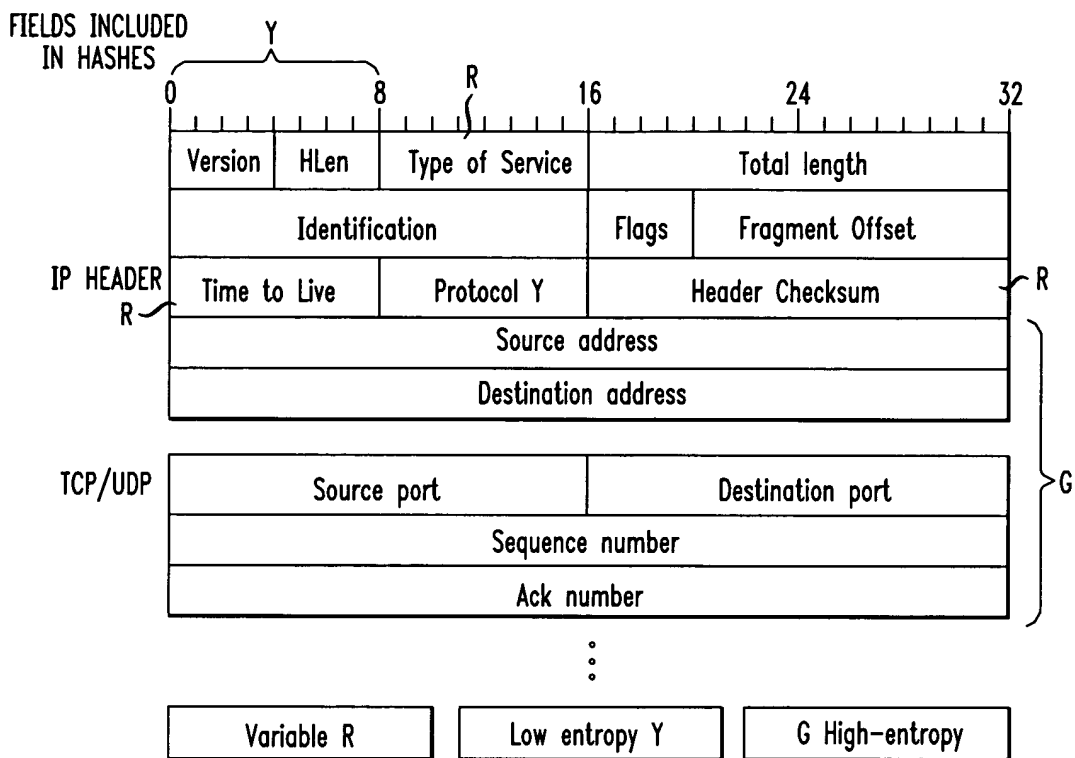 FIELDS INCLUDED
IN HASHES
Y
R
0 8 16 24 32
Version HLen Type of Service Total length
Identification Flags Fragment Offset
IP HEADER
R Time to Live Protocol Y Header Checksum R
Source address
Destination address
TCP/UDP
Source port Destination port
G
Sequence number
Ack number
Variable R Low entropy Y G High-entropy